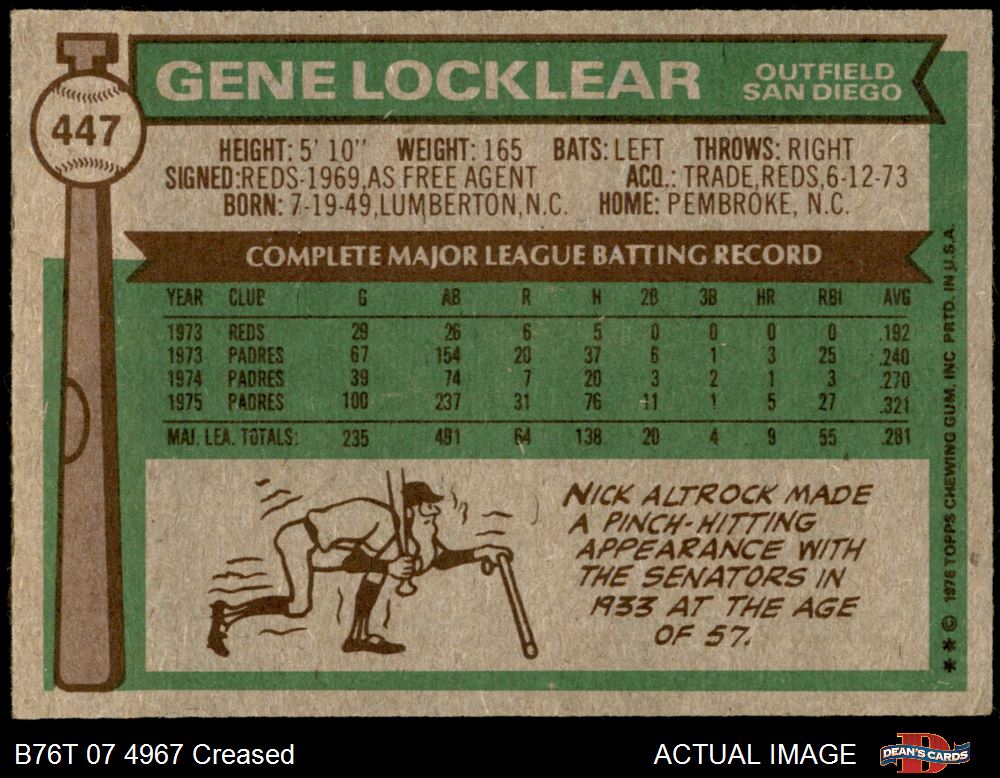 GENE LOCKLEAR
OUTFIELD
SAN DIEGO
447
HEIGHT: 5' 10" WEIGHT: 165 BATS: LEFT THROWS: RIGHT
SIGNED:REDS-1969,AS FREE AGENT ACQ.: TRADE,REDS,6-12-73
BORN: 7-19-49,LUMBERTON,N.C. HOME: PEMBROKE, N.C.
COMPLETE MAJOR LEAGUE BATTING RECORD
YEAR CLUB G AB R H 2B 3B HR RBI AVG
1973 REDS 29 26 6 5 0 0 0 0 .192
1973 PADRES 67 154 20 37 6 1 3 25 .240
1974 PADRES 39 74 7 20 3 2 1 3 .270
1975 PADRES 100 237 31 76 11 1 5 27 .321
MAJ. LEA. TOTALS: 235 491 64 138 20 4 9 55 .281
NICK ALTROCK MADE
A PINCH-HITTING
APPEARANCE WITH
THE SENATORS IN
1933 AT THE AGE
OF 57.
* * © 1976 TOPPS CHEWING GUM, INC PRTD. IN U.S.A.
B76T 07 4967 Creased
ACTUAL IMAGE
DEAN'S CARDS